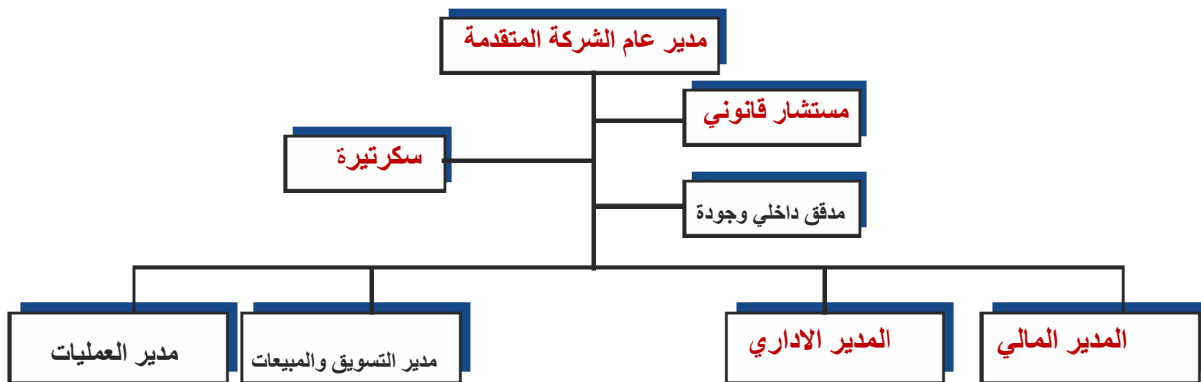 مدير عام الشركة المتقدمة
مستشار قانوني
سكرتيرة
مدقق داخلي وجودة
المدير المالي
المدير الاداري
مدير التسويق والمبيعات
مدير العمليات